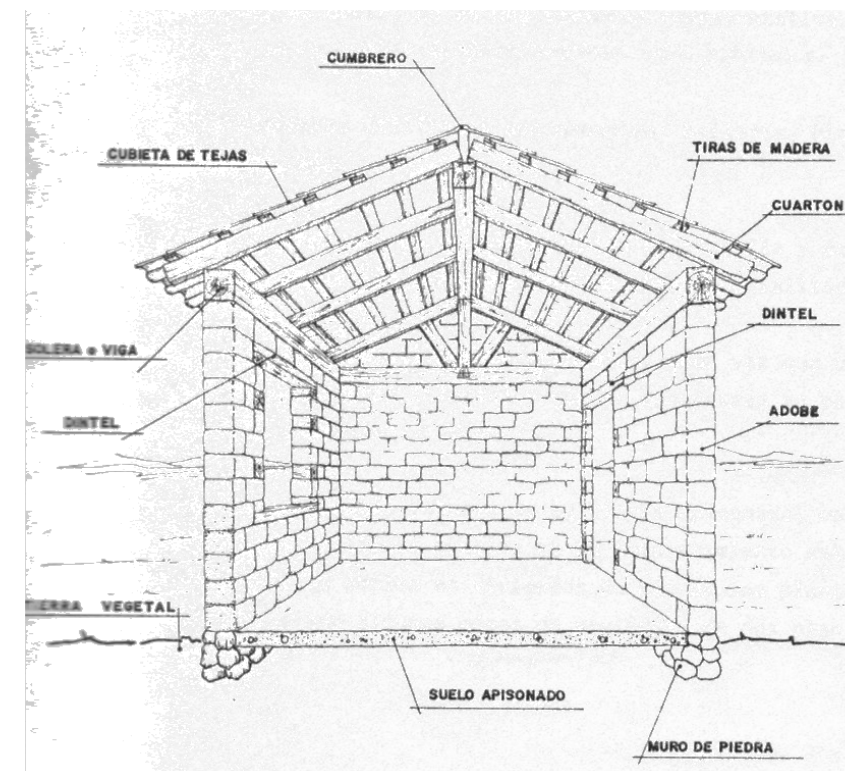 CUMBRERO
CUBIETA DE TEJAS
TIRAS DE MADERA
CUARTON
DINTEL
SOLERA o VIGA
DINTEL
ADOBE
TIERRA VEGETAL
SUELO APISONADO
MURO DE PIEDRA